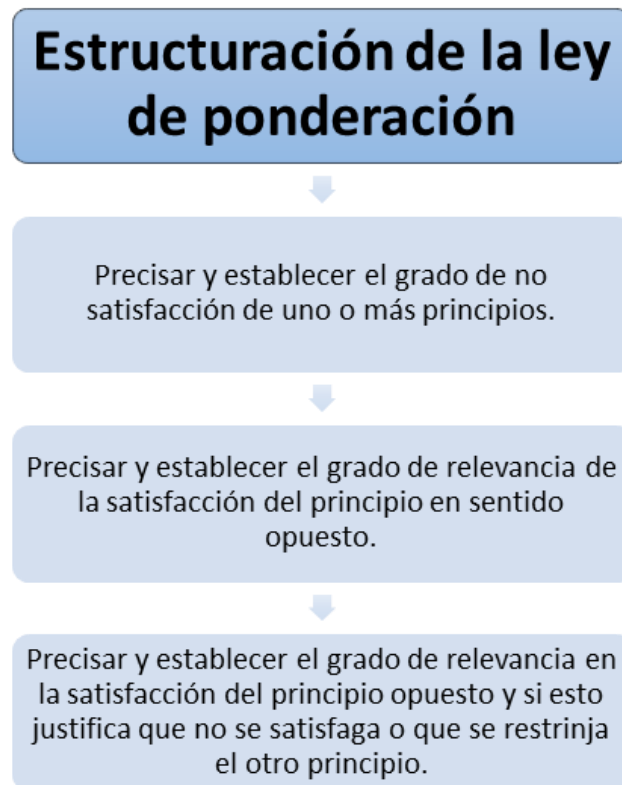 Estructuración de la ley
de ponderación
Precisar y establecer el grado de no
satisfacción de uno o más principios.
Precisar y establecer el grado de relevancia de
la satisfacción del principio en sentido
opuesto.
Precisar y establecer el grado de relevancia en
la satisfacción del principio opuesto y si esto
justifica que no se satisfaga o que se restrinja
el otro principio.